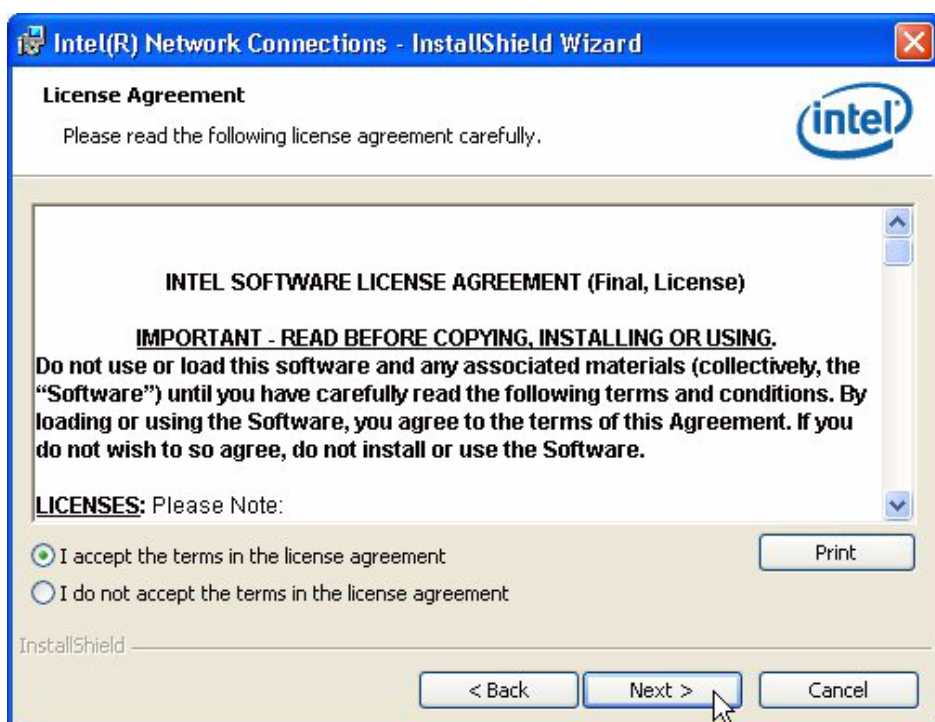 Intel(R) Network Connections - InstallShield Wizard
License Agreement
Please read the following license agreement carefully.
intel
INTEL SOFTWARE LICENSE AGREEMENT (Final, License)
IMPORTANT - READ BEFORE COPYING, INSTALLING OR USING.
Do not use or load this software and any associated materials (collectively, the
“Software”) until you have carefully read the following terms and conditions. By
loading or using the Software, you agree to the terms of this Agreement. If you
do not wish to so agree, do not install or use the Software.
LICENSES: Please Note:
I accept the terms in the license agreement
Print
I do not accept the terms in the license agreement
InstallShield
< Back
Next >
Cancel